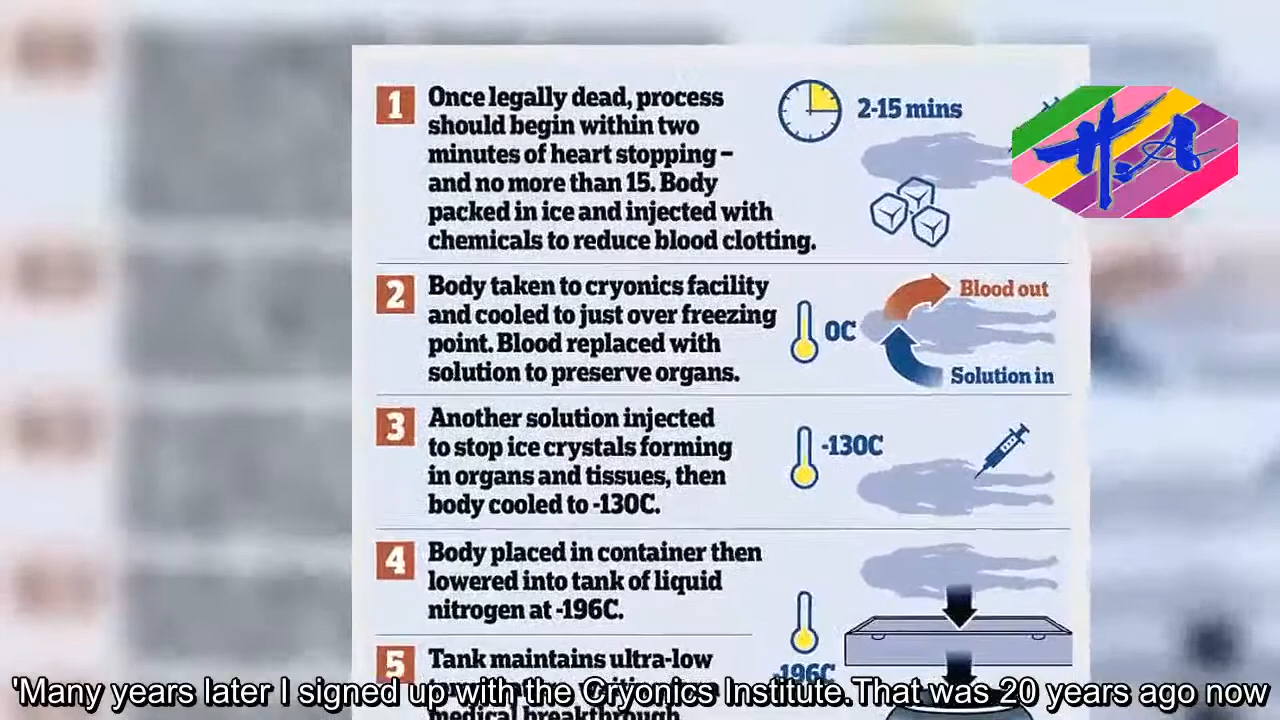 1
Once legally dead, process
should begin within two
minutes of heart stopping –
and no more than 15. Body
packed in ice and injected with
chemicals to reduce blood clotting.
2-15 mins
H.A
2
Body taken to cryonics facility
and cooled to just over freezing
point. Blood replaced with
solution to preserve organs.
0C
Blood out
Solution in
3
Another solution injected
to stop ice crystals forming
in organs and tissues, then
body cooled to -130C.
-130C
4
Body placed in container then
lowered into tank of liquid
nitrogen at -196C.
-196C
5
Tank maintains ultra-low
medical breakthrough.
'Many years later I signed up with the Cryonics Institute.That was 20 years ago now